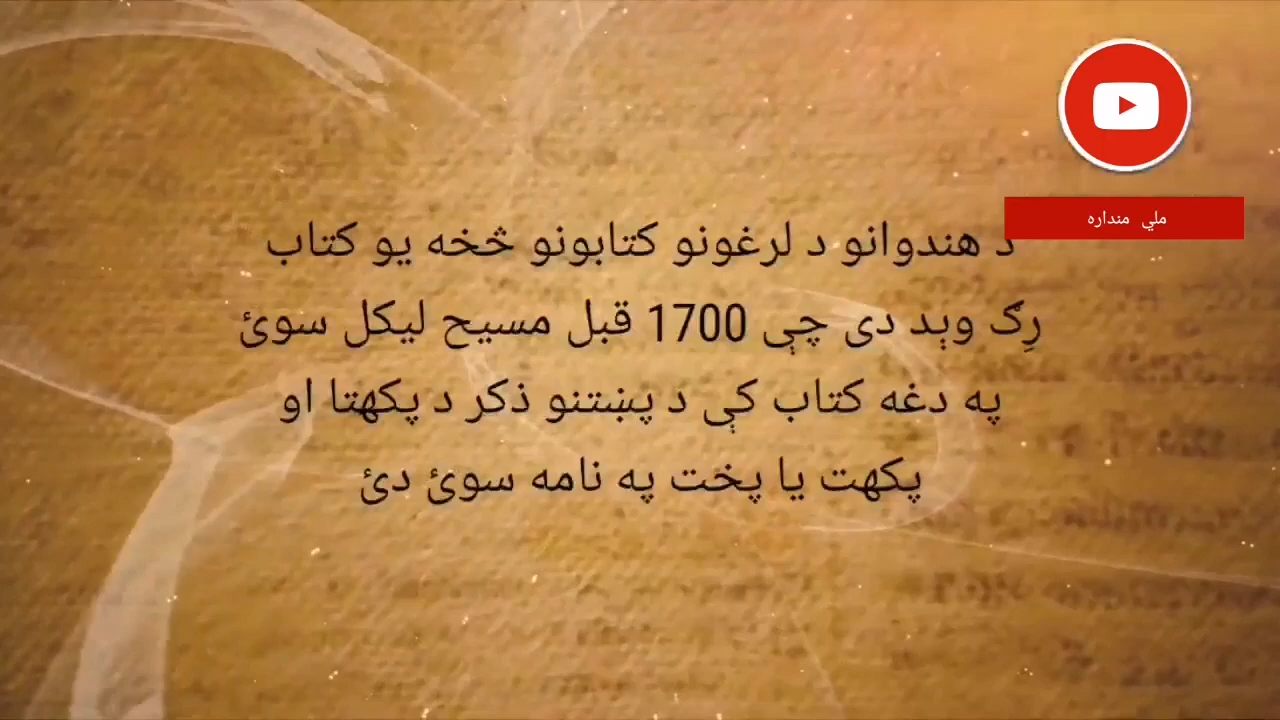 ملي منداره
د هندوانو د لرغونو کتابونو څخه يو کتاب
رِګ وېد دی چې 1700 قبل مسيح ليکل سوئ
په دغه کتاب کې د پښتنو ذکر د پکهتا او
پکهت يا پخت په نامه سوئ دئ